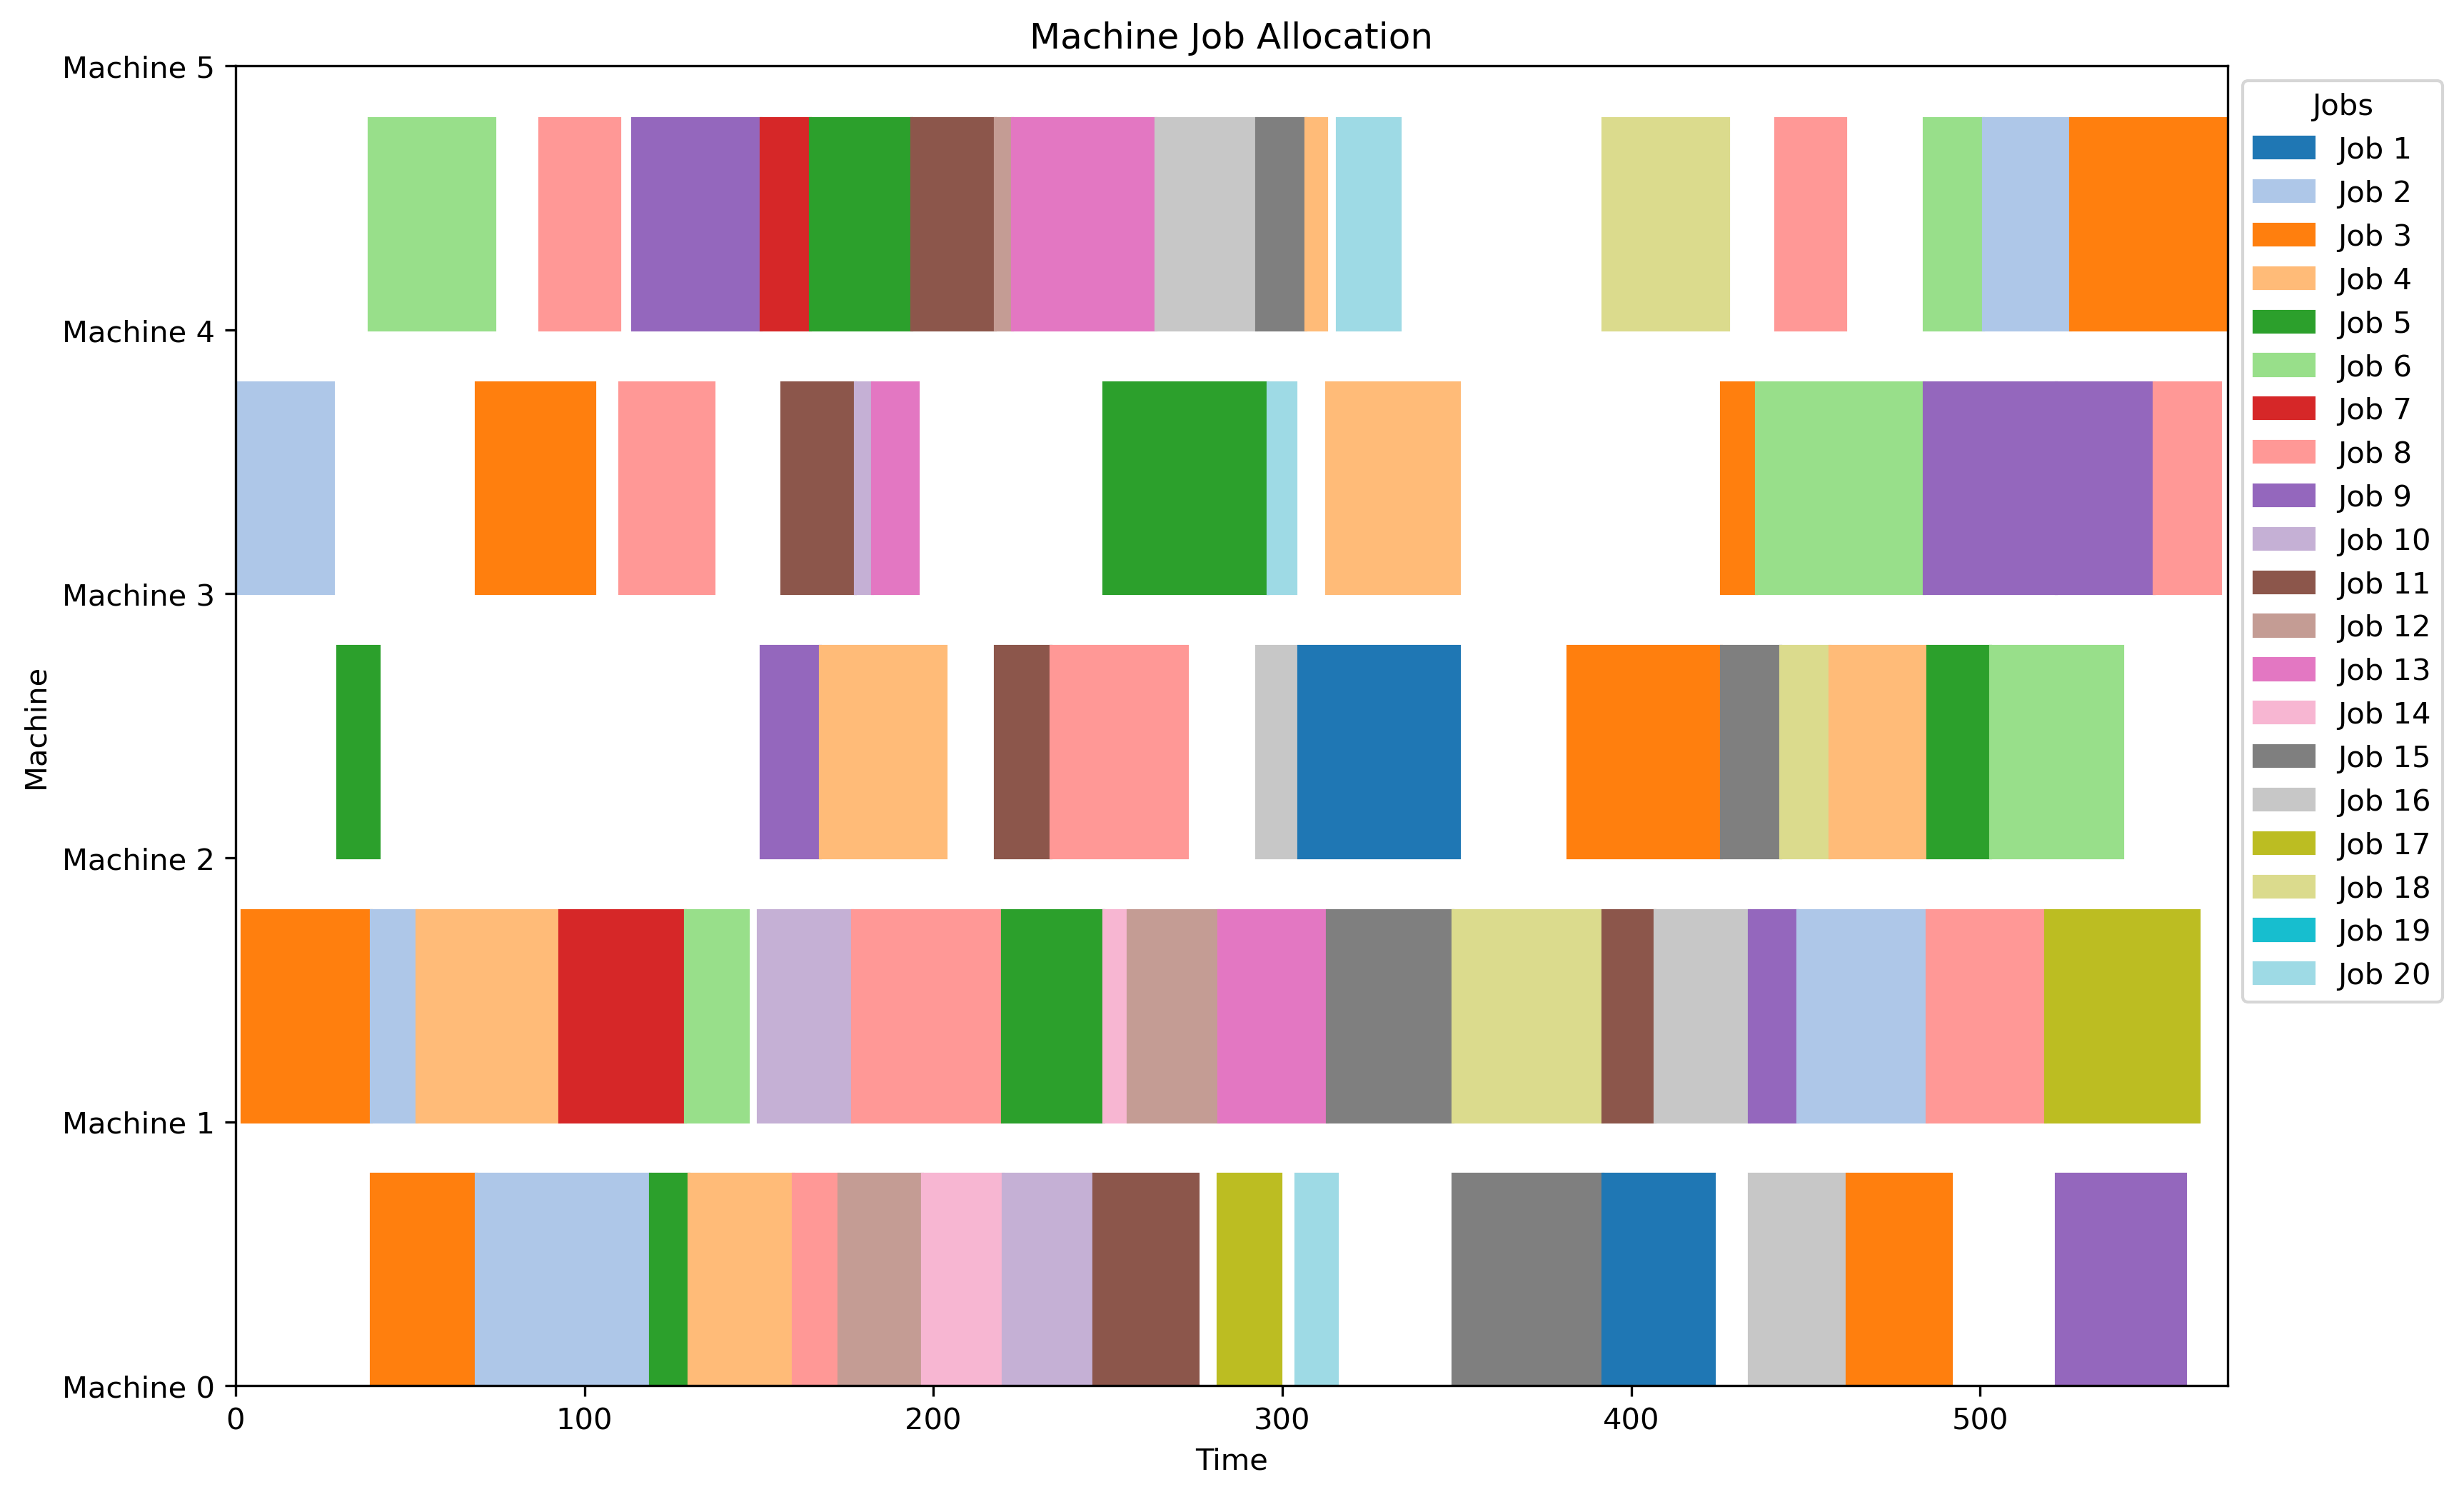 Machine Job Allocation
Machine 5
Machine 4
Machine 3
Machine 2
Machine 1
Machine 0
Machine
0 100 200 300 400 500
Time
Jobs
Job 1
Job 2
Job 3
Job 4
Job 5
Job 6
Job 7
Job 8
Job 9
Job 10
Job 11
Job 12
Job 13
Job 14
Job 15
Job 16
Job 17
Job 18
Job 19
Job 20